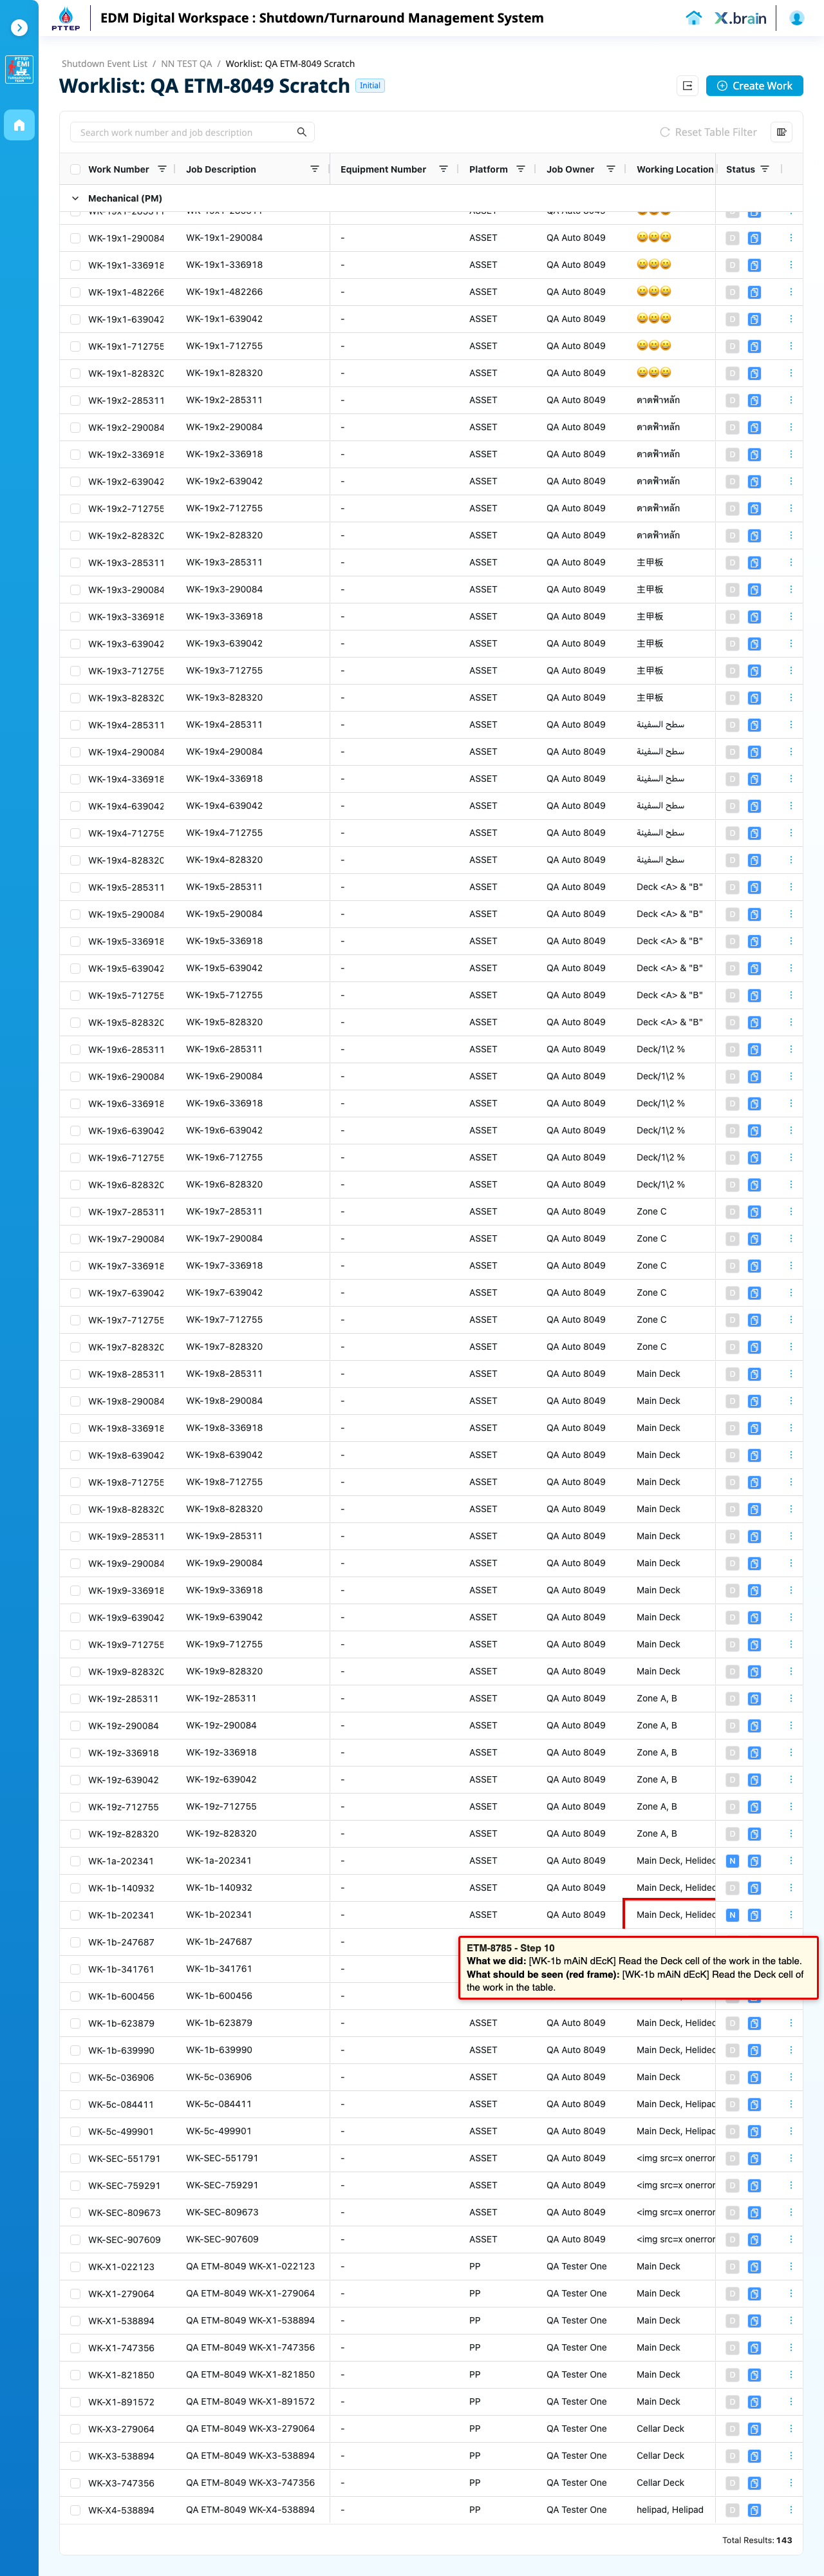 PTTEP
EDM Digital Workspace : Shutdown/Turnaround Management System
X.brain
Shutdown Event List / NN TEST QA / Worklist: QA ETM-8049 Scratch
Worklist: QA ETM-8049 Scratch Initial
Create Work
Search work number and job description
Reset Table Filter
Work Number Job Description Equipment Number Platform Job Owner Working Location Status
Mechanical (PM)
WK-19x1-290084 WK-19x1-290084 - ASSET QA Auto 8049 😀😀😀 D
WK-19x1-336918 WK-19x1-336918 - ASSET QA Auto 8049 😀😀😀 D
WK-19x1-482266 WK-19x1-482266 - ASSET QA Auto 8049 😀😀😀 D
WK-19x1-639042 WK-19x1-639042 - ASSET QA Auto 8049 😀😀😀 D
WK-19x1-712755 WK-19x1-712755 - ASSET QA Auto 8049 😀😀😀 D
WK-19x1-828320 WK-19x1-828320 - ASSET QA Auto 8049 😀😀😀 D
WK-19x2-285311 WK-19x2-285311 - ASSET QA Auto 8049 ดาดฟ้าหลัก D
WK-19x2-290084 WK-19x2-290084 - ASSET QA Auto 8049 ดาดฟ้าหลัก D
WK-19x2-336918 WK-19x2-336918 - ASSET QA Auto 8049 ดาดฟ้าหลัก D
WK-19x2-639042 WK-19x2-639042 - ASSET QA Auto 8049 ดาดฟ้าหลัก D
WK-19x2-712755 WK-19x2-712755 - ASSET QA Auto 8049 ดาดฟ้าหลัก D
WK-19x2-828320 WK-19x2-828320 - ASSET QA Auto 8049 ดาดฟ้าหลัก D
WK-19x3-285311 WK-19x3-285311 - ASSET QA Auto 8049 主甲板 D
WK-19x3-290084 WK-19x3-290084 - ASSET QA Auto 8049 主甲板 D
WK-19x3-336918 WK-19x3-336918 - ASSET QA Auto 8049 主甲板 D
WK-19x3-639042 WK-19x3-639042 - ASSET QA Auto 8049 主甲板 D
WK-19x3-712755 WK-19x3-712755 - ASSET QA Auto 8049 主甲板 D
WK-19x3-828320 WK-19x3-828320 - ASSET QA Auto 8049 主甲板 D
WK-19x4-285311 WK-19x4-285311 - ASSET QA Auto 8049 سطح السفينة D
WK-19x4-290084 WK-19x4-290084 - ASSET QA Auto 8049 سطح السفينة D
WK-19x4-336918 WK-19x4-336918 - ASSET QA Auto 8049 سطح السفينة D
WK-19x4-639042 WK-19x4-639042 - ASSET QA Auto 8049 سطح السفينة D
WK-19x4-712755 WK-19x4-712755 - ASSET QA Auto 8049 سطح السفينة D
WK-19x4-828320 WK-19x4-828320 - ASSET QA Auto 8049 سطح السفينة D
WK-19x5-285311 WK-19x5-285311 - ASSET QA Auto 8049 Deck <A> & "B" D
WK-19x5-290084 WK-19x5-290084 - ASSET QA Auto 8049 Deck <A> & "B" D
WK-19x5-336918 WK-19x5-336918 - ASSET QA Auto 8049 Deck <A> & "B" D
WK-19x5-639042 WK-19x5-639042 - ASSET QA Auto 8049 Deck <A> & "B" D
WK-19x5-712755 WK-19x5-712755 - ASSET QA Auto 8049 Deck <A> & "B" D
WK-19x5-828320 WK-19x5-828320 - ASSET QA Auto 8049 Deck <A> & "B" D
WK-19x6-285311 WK-19x6-285311 - ASSET QA Auto 8049 Deck/1\2 % D
WK-19x6-290084 WK-19x6-290084 - ASSET QA Auto 8049 Deck/1\2 % D
WK-19x6-336918 WK-19x6-336918 - ASSET QA Auto 8049 Deck/1\2 % D
WK-19x6-639042 WK-19x6-639042 - ASSET QA Auto 8049 Deck/1\2 % D
WK-19x6-712755 WK-19x6-712755 - ASSET QA Auto 8049 Deck/1\2 % D
WK-19x6-828320 WK-19x6-828320 - ASSET QA Auto 8049 Deck/1\2 % D
WK-19x7-285311 WK-19x7-285311 - ASSET QA Auto 8049 Zone C D
WK-19x7-290084 WK-19x7-290084 - ASSET QA Auto 8049 Zone C D
WK-19x7-336918 WK-19x7-336918 - ASSET QA Auto 8049 Zone C D
WK-19x7-639042 WK-19x7-639042 - ASSET QA Auto 8049 Zone C D
WK-19x7-712755 WK-19x7-712755 - ASSET QA Auto 8049 Zone C D
WK-19x7-828320 WK-19x7-828320 - ASSET QA Auto 8049 Zone C D
WK-19x8-285311 WK-19x8-285311 - ASSET QA Auto 8049 Main Deck D
WK-19x8-290084 WK-19x8-290084 - ASSET QA Auto 8049 Main Deck D
WK-19x8-336918 WK-19x8-336918 - ASSET QA Auto 8049 Main Deck D
WK-19x8-639042 WK-19x8-639042 - ASSET QA Auto 8049 Main Deck D
WK-19x8-712755 WK-19x8-712755 - ASSET QA Auto 8049 Main Deck D
WK-19x8-828320 WK-19x8-828320 - ASSET QA Auto 8049 Main Deck D
WK-19x9-285311 WK-19x9-285311 - ASSET QA Auto 8049 Main Deck D
WK-19x9-290084 WK-19x9-290084 - ASSET QA Auto 8049 Main Deck D
WK-19x9-336918 WK-19x9-336918 - ASSET QA Auto 8049 Main Deck D
WK-19x9-639042 WK-19x9-639042 - ASSET QA Auto 8049 Main Deck D
WK-19x9-712755 WK-19x9-712755 - ASSET QA Auto 8049 Main Deck D
WK-19x9-828320 WK-19x9-828320 - ASSET QA Auto 8049 Main Deck D
WK-19z-285311 WK-19z-285311 - ASSET QA Auto 8049 Zone A, B D
WK-19z-290084 WK-19z-290084 - ASSET QA Auto 8049 Zone A, B D
WK-19z-336918 WK-19z-336918 - ASSET QA Auto 8049 Zone A, B D
WK-19z-639042 WK-19z-639042 - ASSET QA Auto 8049 Zone A, B D
WK-19z-712755 WK-19z-712755 - ASSET QA Auto 8049 Zone A, B D
WK-19z-828320 WK-19z-828320 - ASSET QA Auto 8049 Zone A, B D
WK-1a-202341 WK-1a-202341 - ASSET QA Auto 8049 Main Deck, Helidec N
WK-1b-140932 WK-1b-140932 - ASSET QA Auto 8049 Main Deck, Helidec D
WK-1b-202341 WK-1b-202341 - ASSET QA Auto 8049 Main Deck, Helidec N
WK-1b-247687 WK-1b-247687 -
WK-1b-341761 WK-1b-341761 -
WK-1b-600456 WK-1b-600456 -
ETM-8785 - Step 10
What we did: [WK-1b mAiN dEcK] Read the Deck cell of the work in the table.
What should be seen (red frame): [WK-1b mAiN dEcK] Read the Deck cell of
the work in the table.
WK-1b-623879 WK-1b-623879 - ASSET QA Auto 8049 Main Deck, Helidec D
WK-1b-639990 WK-1b-639990 - ASSET QA Auto 8049 Main Deck, Helidec D
WK-5c-036906 WK-5c-036906 - ASSET QA Auto 8049 Main Deck D
WK-5c-084411 WK-5c-084411 - ASSET QA Auto 8049 Main Deck, Helipac D
WK-5c-499901 WK-5c-499901 - ASSET QA Auto 8049 Main Deck, Helipac D
WK-SEC-551791 WK-SEC-551791 - ASSET QA Auto 8049 <img src=x onerror D
WK-SEC-759291 WK-SEC-759291 - ASSET QA Auto 8049 <img src=x onerror D
WK-SEC-809673 WK-SEC-809673 - ASSET QA Auto 8049 <img src=x onerror D
WK-SEC-907609 WK-SEC-907609 - ASSET QA Auto 8049 <img src=x onerror D
WK-X1-022123 QA ETM-8049 WK-X1-022123 - PP QA Tester One Main Deck D
WK-X1-279064 QA ETM-8049 WK-X1-279064 - PP QA Tester One Main Deck D
WK-X1-538894 QA ETM-8049 WK-X1-538894 - PP QA Tester One Main Deck D
WK-X1-747356 QA ETM-8049 WK-X1-747356 - PP QA Tester One Main Deck D
WK-X1-821850 QA ETM-8049 WK-X1-821850 - PP QA Tester One Main Deck D
WK-X1-891572 QA ETM-8049 WK-X1-891572 - PP QA Tester One Main Deck D
WK-X3-279064 QA ETM-8049 WK-X3-279064 - PP QA Tester One Cellar Deck D
WK-X3-538894 QA ETM-8049 WK-X3-538894 - PP QA Tester One Cellar Deck D
WK-X3-747356 QA ETM-8049 WK-X3-747356 - PP QA Tester One Cellar Deck D
WK-X4-538894 QA ETM-8049 WK-X4-538894 - PP QA Tester One helipad, Helipad D
Total Results: 143